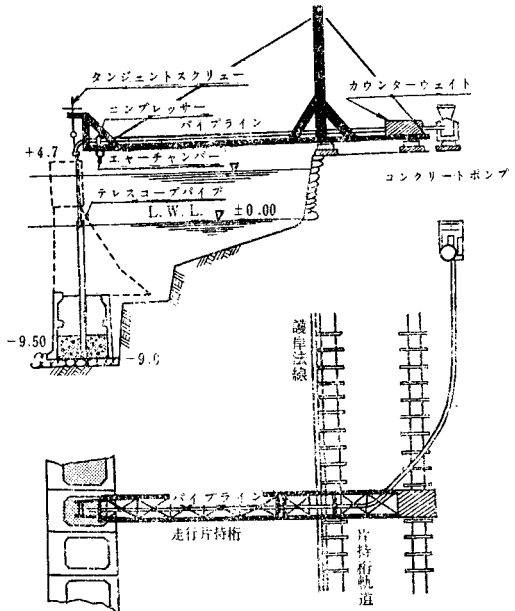 タンジェントスクリュー
コンプレッサー
パイプライン
カウンターウェイト
エャーチャンバー
+4.7
コンクリートポンプ
テレスコープパイプ
L.W.L. ±0.00
-9.50
護岸法線
パイプライン
走行片持桁
片持桁軌道